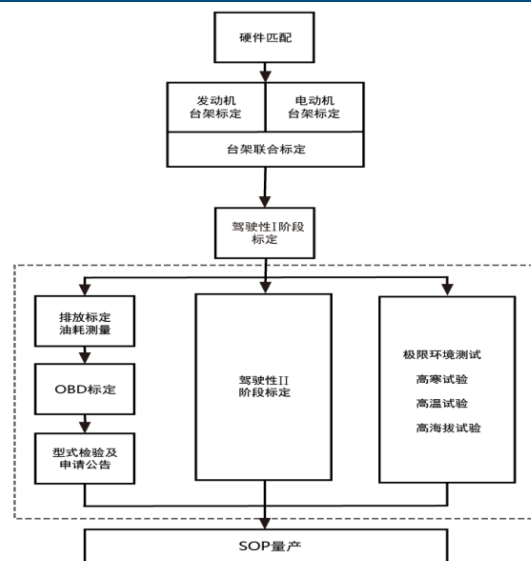 硬件匹配
发动机
台架标定
电动机
台架标定
台架联合标定
驾驶性I阶段
标定
排放标定
油耗测量
OBD标定
型式检验及
申请公告
驾驶性II
阶段标定
极限环境测试
高寒试验
高温试验
高海拔试验
SOP量产